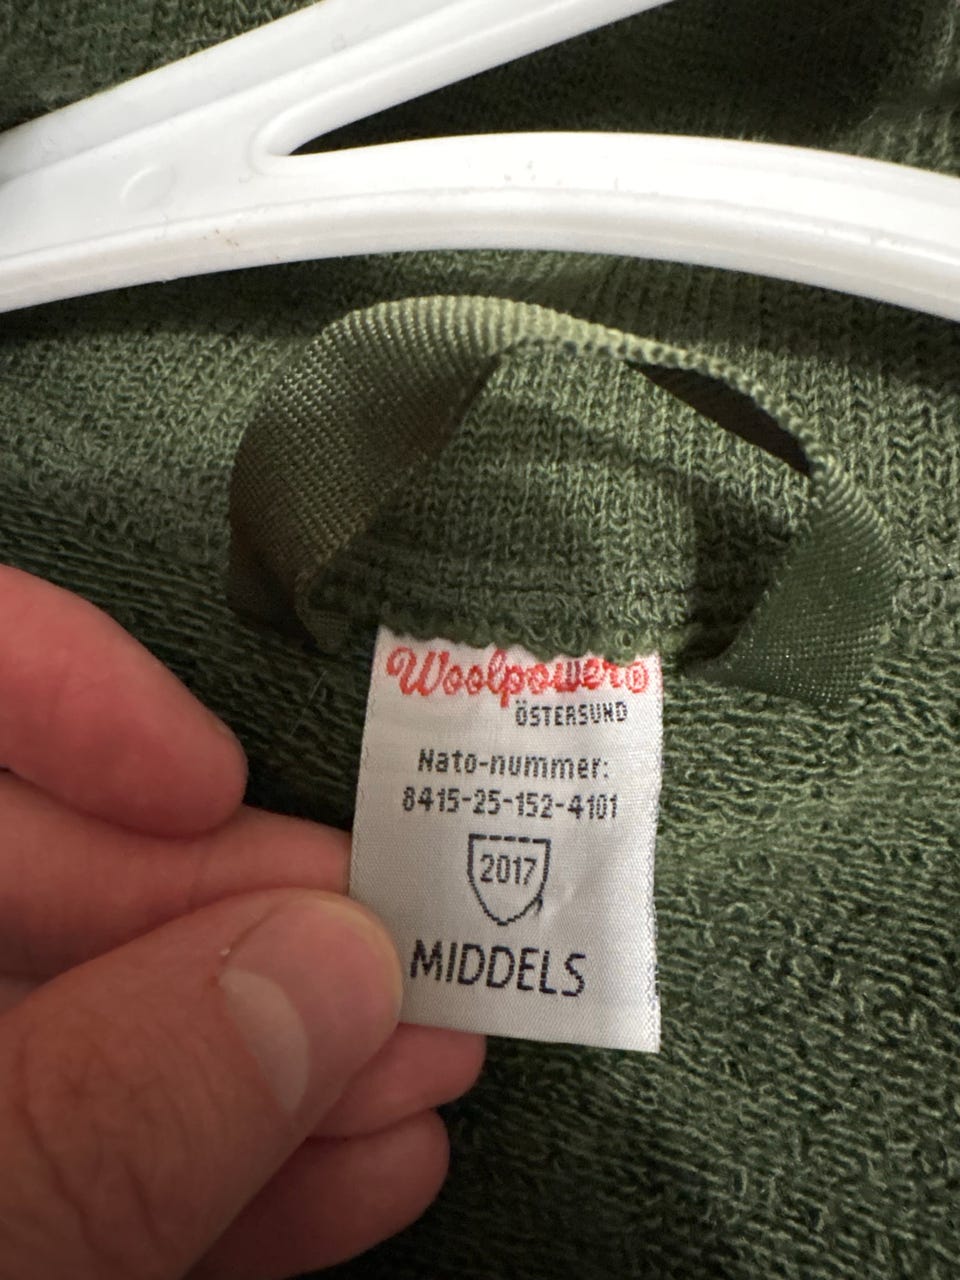 Woolpower®
ÖSTERSUND
Nato-nummer:
8415-25-152-4101
2017
MIDDELS